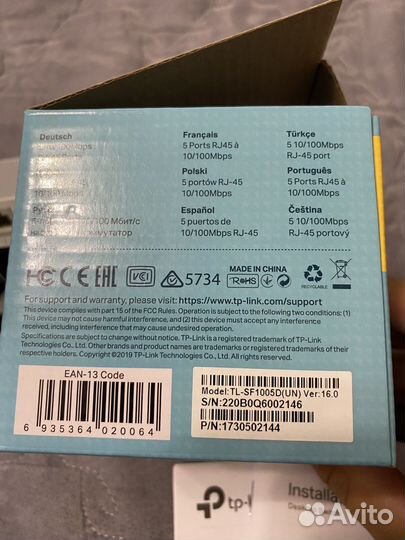 Deutsch
Français
5 Ports RJ45 à
10/100Mbps
Türkçe
5 10/100Mbps
RJ-45 port
Polski
5 portów RJ-45
10/100Mbps
Português
5 Ports RJ45
10/100Mbps
Español
5 puertos de
10/100Mbps RJ-45
Čeština
5 10/100Mbps
RJ-45 portový
FCC CE EAC VCCI 5734 RoHS
MADE IN CHINA
RECYCLABLE
For support and warranty, please visit: https://www.tp-link.com/support
This device complies with part 15 of the FCC Rules. Operation is subject to the following two conditions: (1)
This device may not cause harmful interference, and (2) this device must accept any interference
received, including interference that may cause undesired operation.
Specifications are subject to change without notice. TP-Link is a registered trademark of TP-Link
Technologies Co., Ltd. Other brands and product names are trademarks or registered trademarks of their
respective holders. Copyright ©2019 TP-Link Technologies Co., Ltd. All rights reserved.
EAN-13 Code
6 935364 020064
Model:TL-SF1005D(UN) Ver:16.0
S/N:220B0Q6002146
P/N:1730502144
tp-l
Installa
Avito